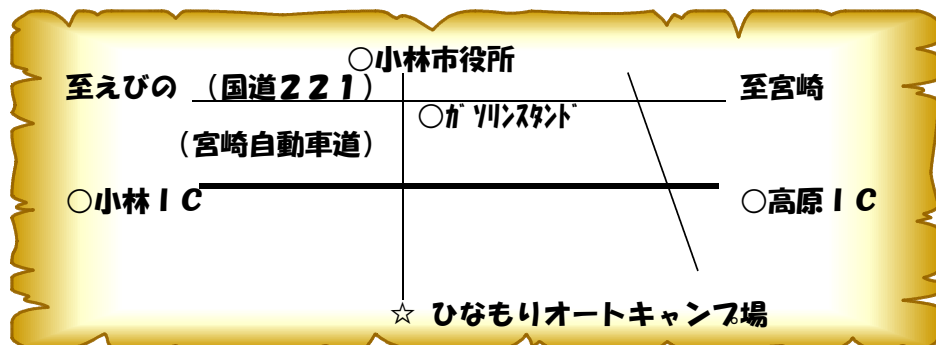 ○小林市役所
至えびの （国道２２１） 至宮崎
○ｶﾞｿﾘﾝｽﾀﾝﾄﾞ
（宮崎自動車道）
○小林ＩＣ ○高原ＩＣ
☆ ひなもりオートキャンプ場